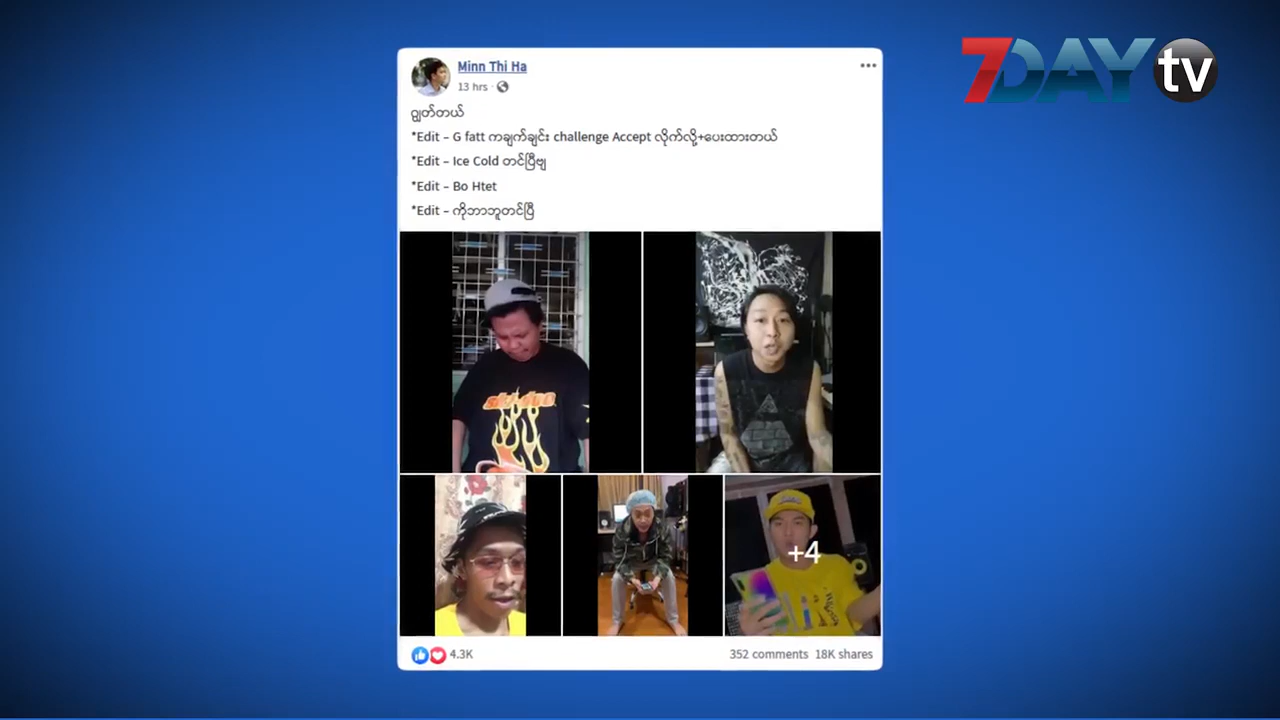 7DAY tv
Minn Thi Ha
13 hrs ·
ဂျွတ်တယ်
*Edit – G fatt ကချက်ချင်း challenge Accept လိုက်လို့+ပေးထားတယ်
*Edit – Ice Cold တင်ပြီဗျ
*Edit – Bo Htet
*Edit – ကိုဘာဘူတင်ပြီ
+4
4.3K
352 comments 18K shares